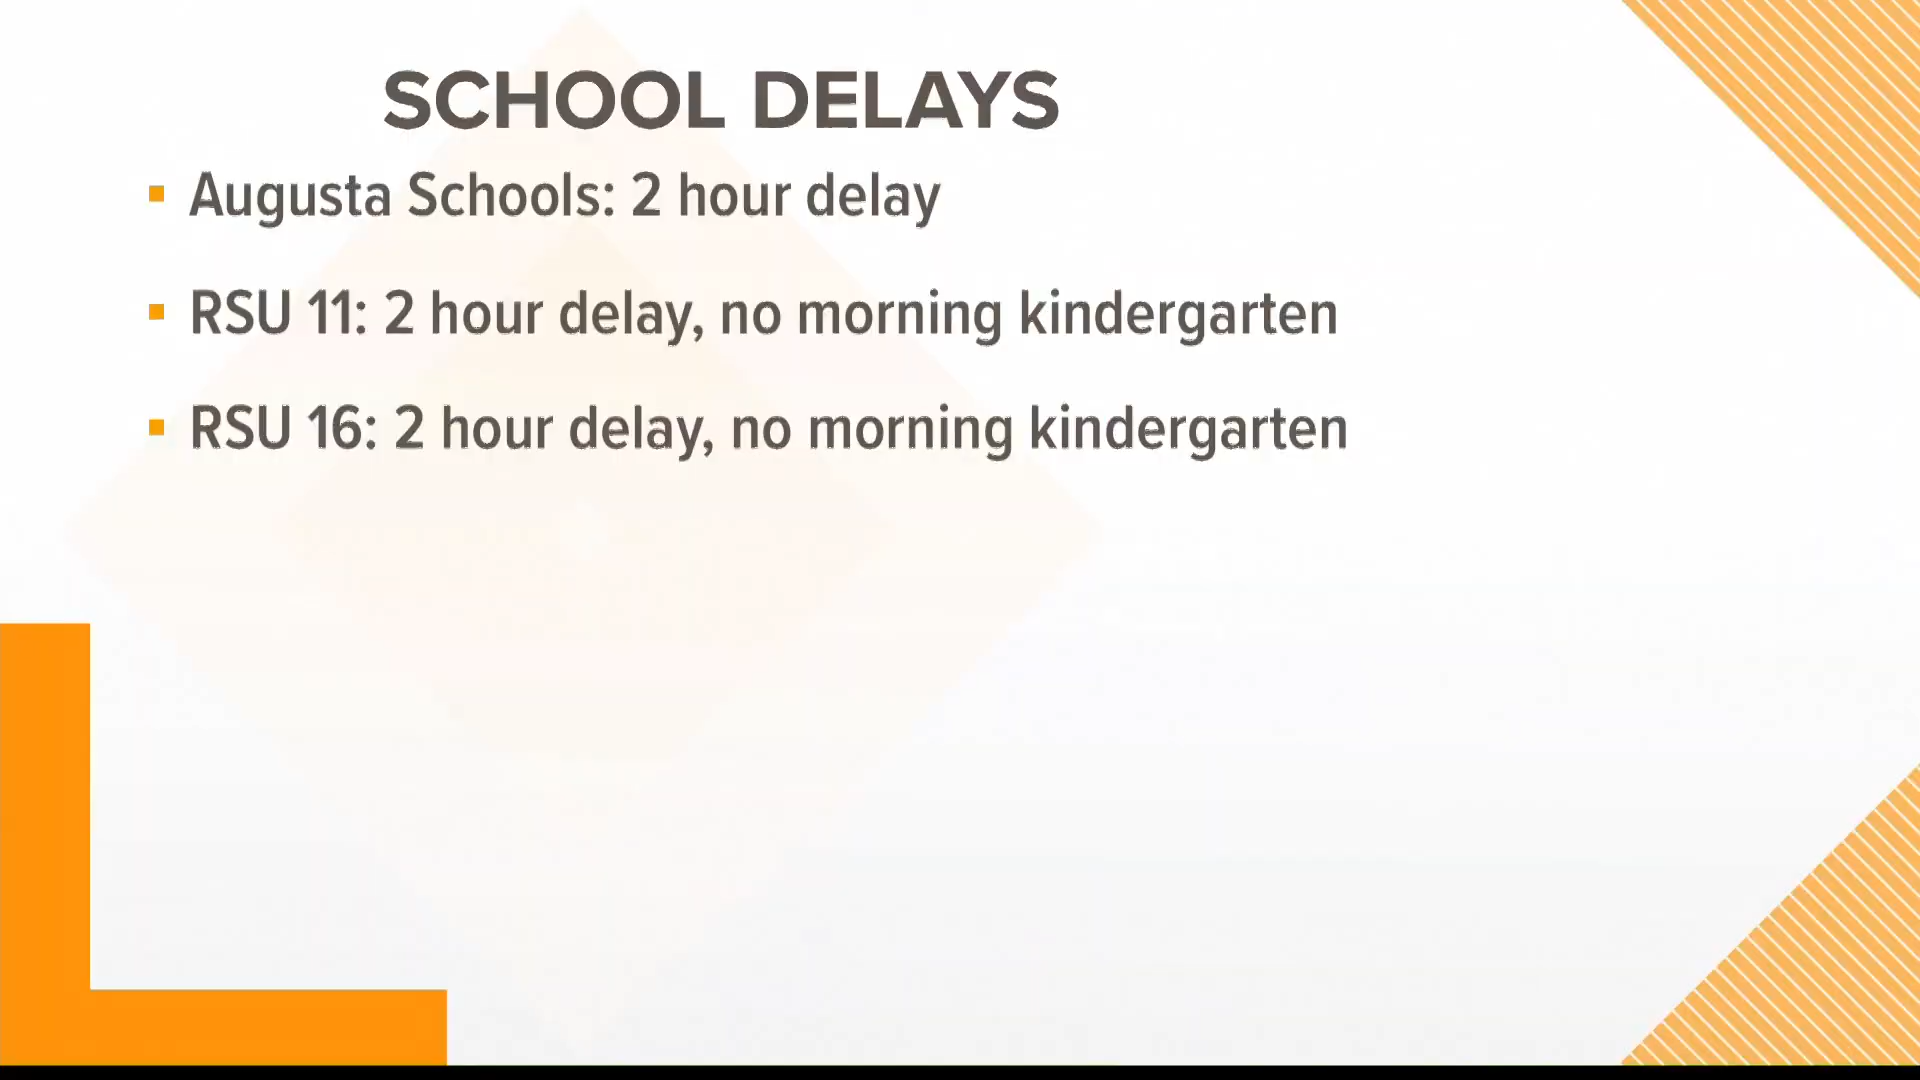 SCHOOL DELAYS
Augusta Schools: 2 hour delay
RSU 11: 2 hour delay, no morning kindergarten
RSU 16: 2 hour delay, no morning kindergarten